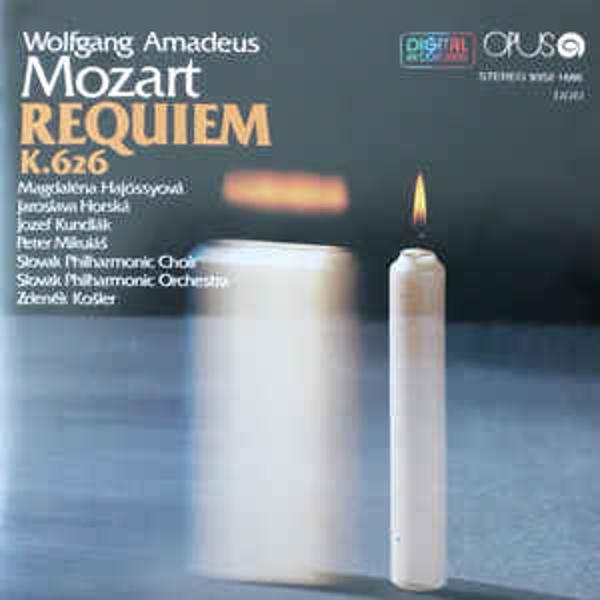 Wolfgang Amadeus
Mozart
REQUIEM
K.626
Magdaléna Hajóssyová
Jaroslava Horská
Jozef Kundlák
Peter Mikuláš
Slovak Philharmonic Choir
Slovak Philharmonic Orchestra
Zdeněk Košler
DIGITAL
OPUS
STEREO